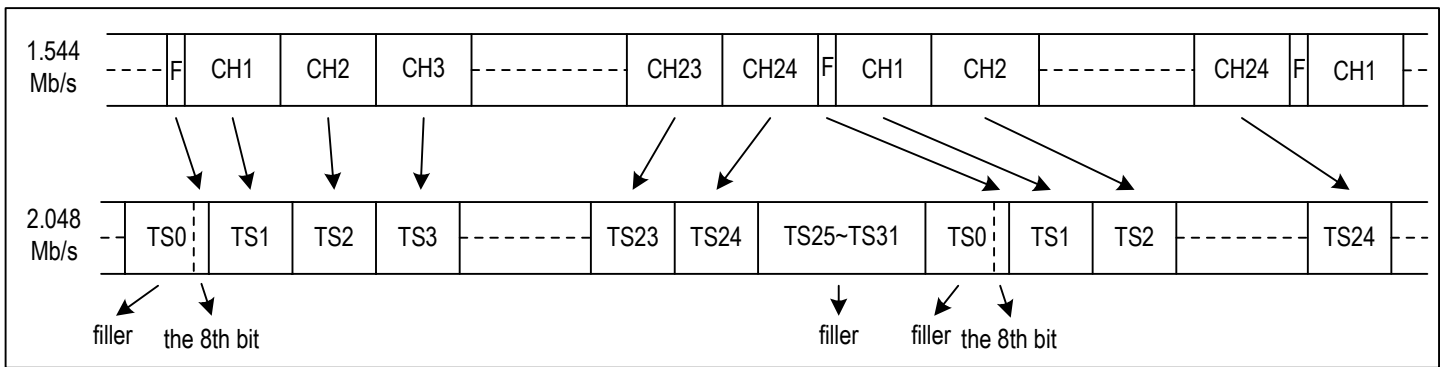 1.544
Mb/s
F CH1 CH2 CH3 CH23 CH24 F CH1 CH2 CH24 F CH1
2.048
Mb/s
TS0 TS1 TS2 TS3 TS23 TS24 TS25~TS31 TS0 TS1 TS2 TS24
filler the 8th bit filler filler the 8th bit